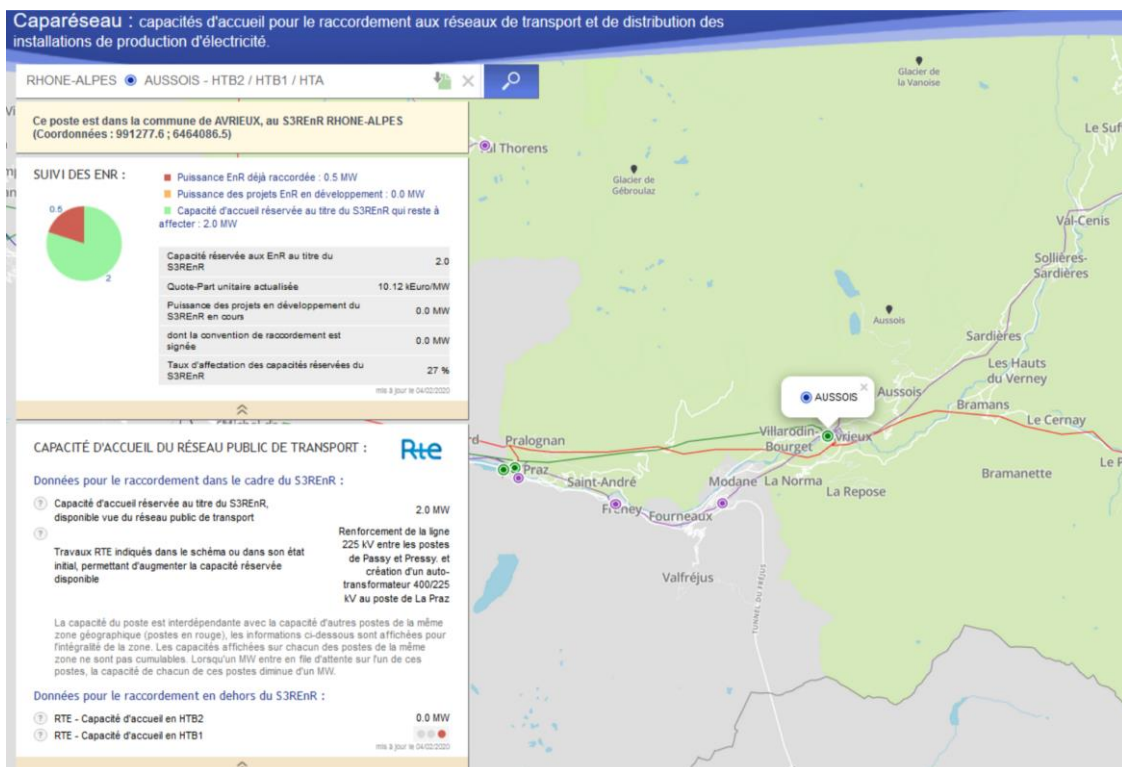 Caparéseau : capacités d'accueil pour le raccordement aux réseaux de transport et de distribution des
installations de production d'électricité.
RHONE-ALPES AUSSOIS - HTB2 / HTB1 / HTA
Ce poste est dans la commune de AVRIEUX, au S3REnR RHONE-ALPES
(Coordonnées : 991277.6 ; 6464086.5)
SUIVI DES ENR :
Puissance EnR déjà raccordée : 0.5 MW
Puissance des projets EnR en développement : 0.0 MW
Capacité d'accueil réservée au titre du S3REnR qui reste à
affecter : 2.0 MW
0.5
2
Capacité réservée aux EnR au titre du
S3REnR
2.0
Quote-Part unitaire actualisée 10.12 kEuro/MW
Puissance des projets en développement du
S3REnR en cours
0.0 MW
dont la convention de raccordement est
signée
0.0 MW
Taux d'affectation des capacités réservées du
S3REnR
27 %
mis à jour le 04/02/2020
CAPACITÉ D'ACCUEIL DU RÉSEAU PUBLIC DE TRANSPORT :
Rte
Données pour le raccordement dans le cadre du S3REnR :
? Capacité d'accueil réservée au titre du S3REnR,
disponible vue du réseau public de transport
2.0 MW
?
Travaux RTE indiqués dans le schéma ou dans son état
initial, permettant d'augmenter la capacité réservée
disponible
Renforcement de la ligne
225 kV entre les postes
de Passy et Pressy. et
création d'un auto-
transformateur 400/225
kV au poste de La Praz
La capacité du poste est interdépendante avec la capacité d'autres postes de la même
zone géographique (postes en rouge), les informations ci-dessous sont affichées pour
l'intégralité de la zone. Les capacités affichées sur chacun des postes de la même
zone ne sont pas cumulables. Lorsqu'un MW entre en file d'attente sur l'un de ces
postes, la capacité de chacun de ces postes diminue d'un MW.
Données pour le raccordement en dehors du S3REnR :
? RTE - Capacité d'accueil en HTB2 0.0 MW
? RTE - Capacité d'accueil en HTB1
mis à jour le 04/02/2020
Glacier de
la Vanoise
Thorens
Glacier de
Gébroulaz
Val-Cenis
Sollières-
Sardières
Aussois
Sardières
Les Hauts
du Verney
AUSSOIS
Aussois
Bramans
Le Cernay
Villarodin-
Bourget
Pralognan
Praz
Saint-André
Modane
La Norma
La Repose
Bramanette
Fourneaux
Valfréjus
TUNNEL DU FRÉJUS